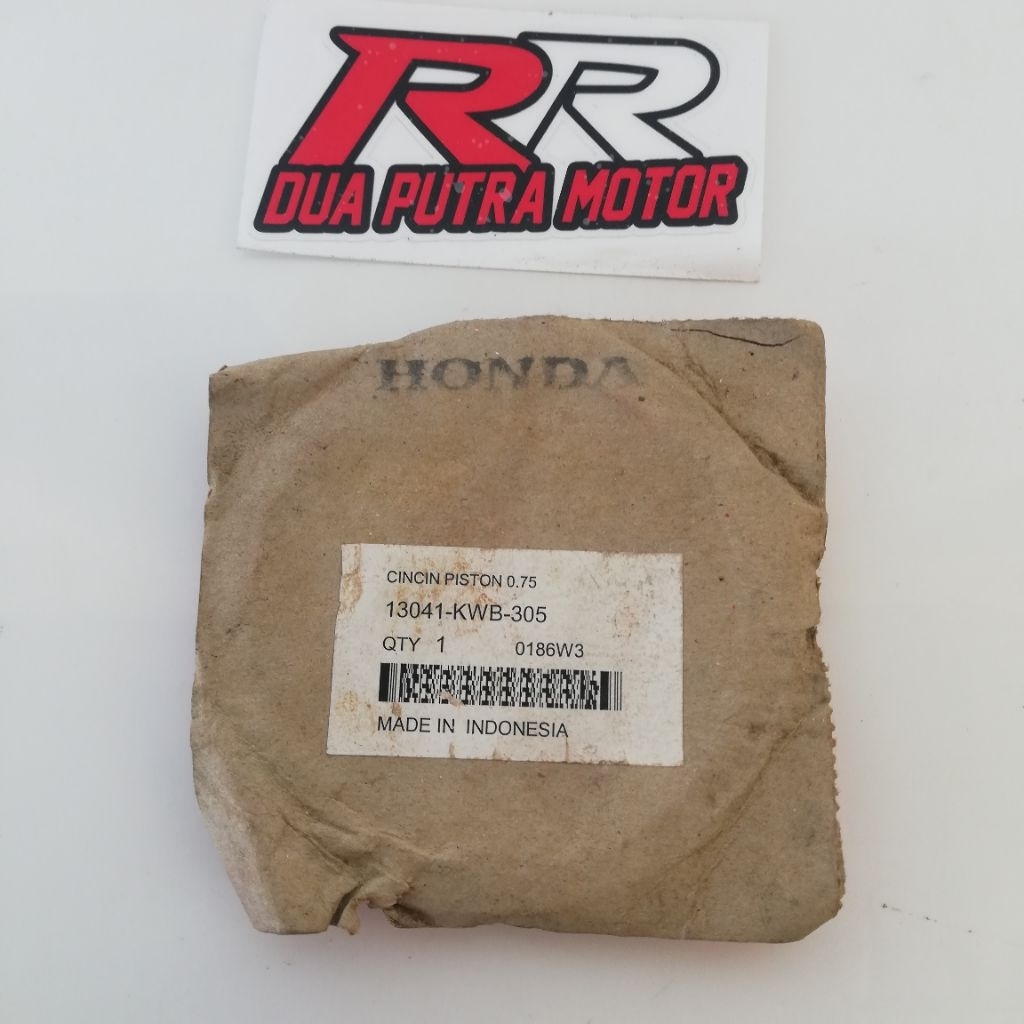 RR
DUA PUTRA MOTOR
HONDA
CINCIN PISTON 0.75
13041-KWB-305
QTY 1 0186W3
MADE IN INDONESIA